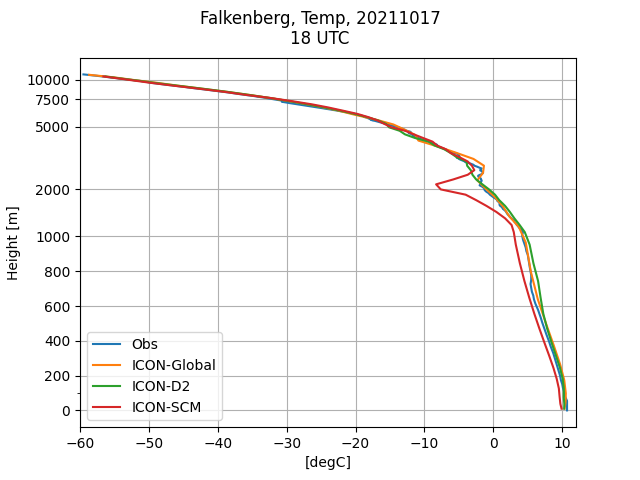 Falkenberg, Temp, 20211017
18 UTC
Height [m]
10000
7500
5000
2000
1000
800
600
400
200
0
Obs
ICON-Global
ICON-D2
ICON-SCM
−60 −50 −40 −30 −20 −10 0 10
[degC]